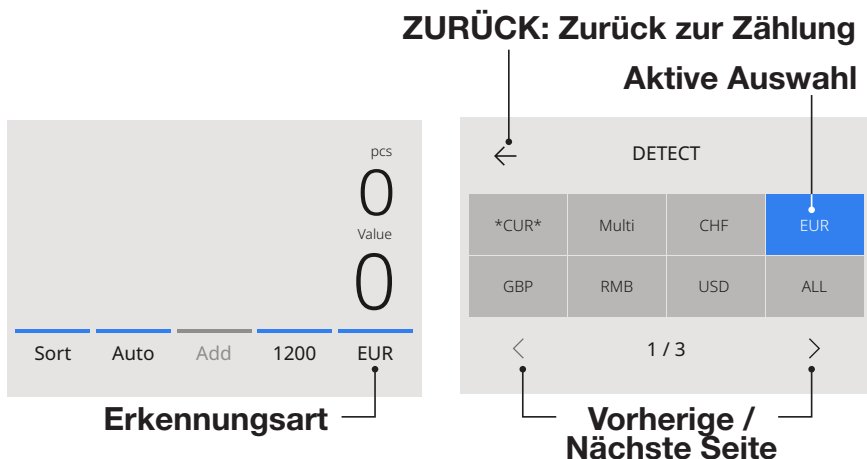 ZURÜCK: Zurück zur Zählung
Aktive Auswahl
pcs
0
Value
0
Sort Auto Add 1200 EUR
Erkennungsart
DETECT
*CUR* Multi CHF EUR
GBP RMB USD ALL
1 / 3
Vorherige /
Nächste Seite